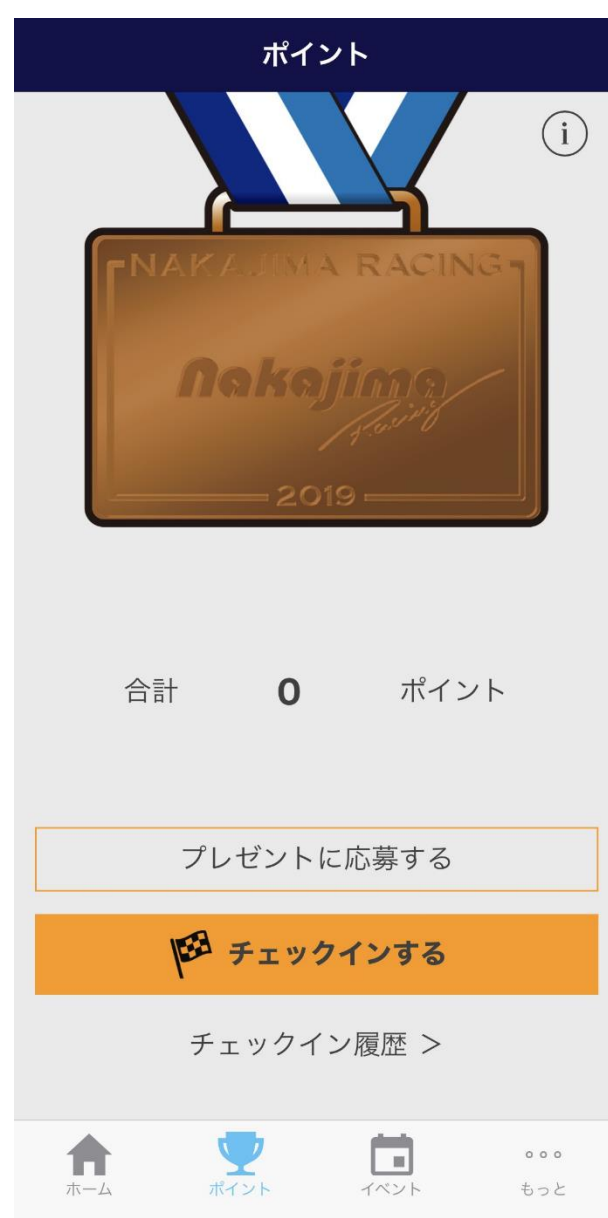 ポイント
i
NAKAJIMA RACING
Nakajima
Racing
2019
合計 0 ポイント
プレゼントに応募する
チェックインする
チェックイン履歴 >
ホーム ポイント イベント もっと